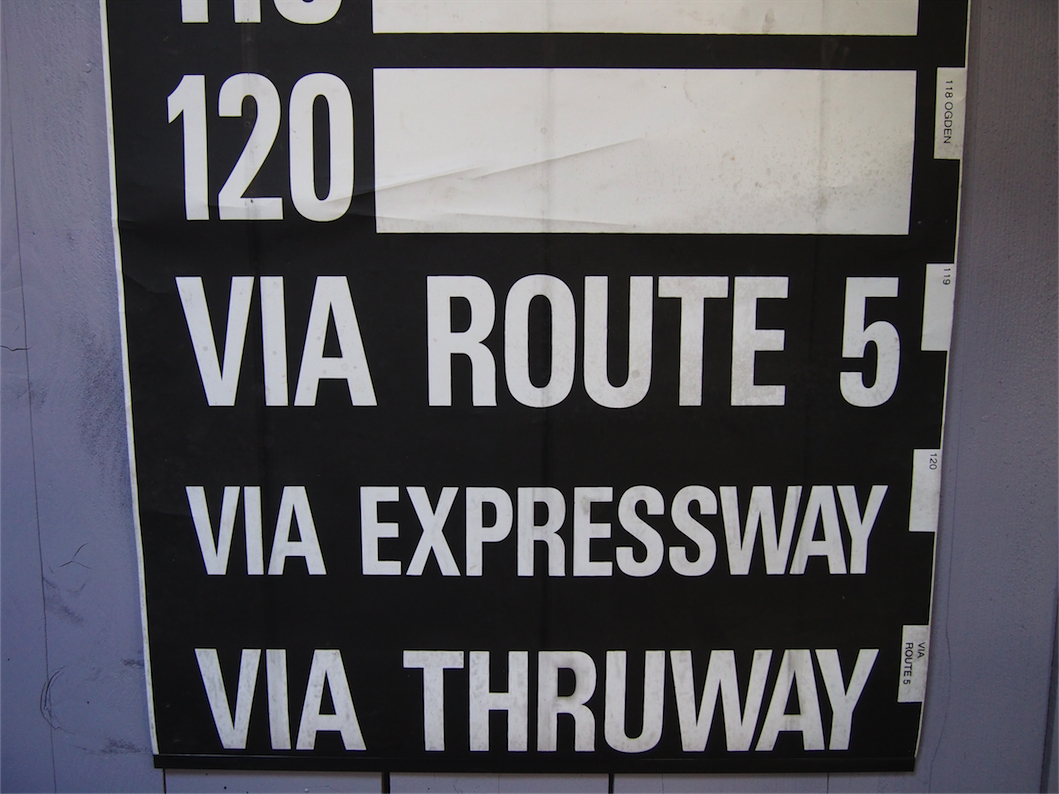 120
118 OGDEN
119
VIA ROUTE 5
120
VIA EXPRESSWAY
VIA
ROUTE 5
VIA THRUWAY